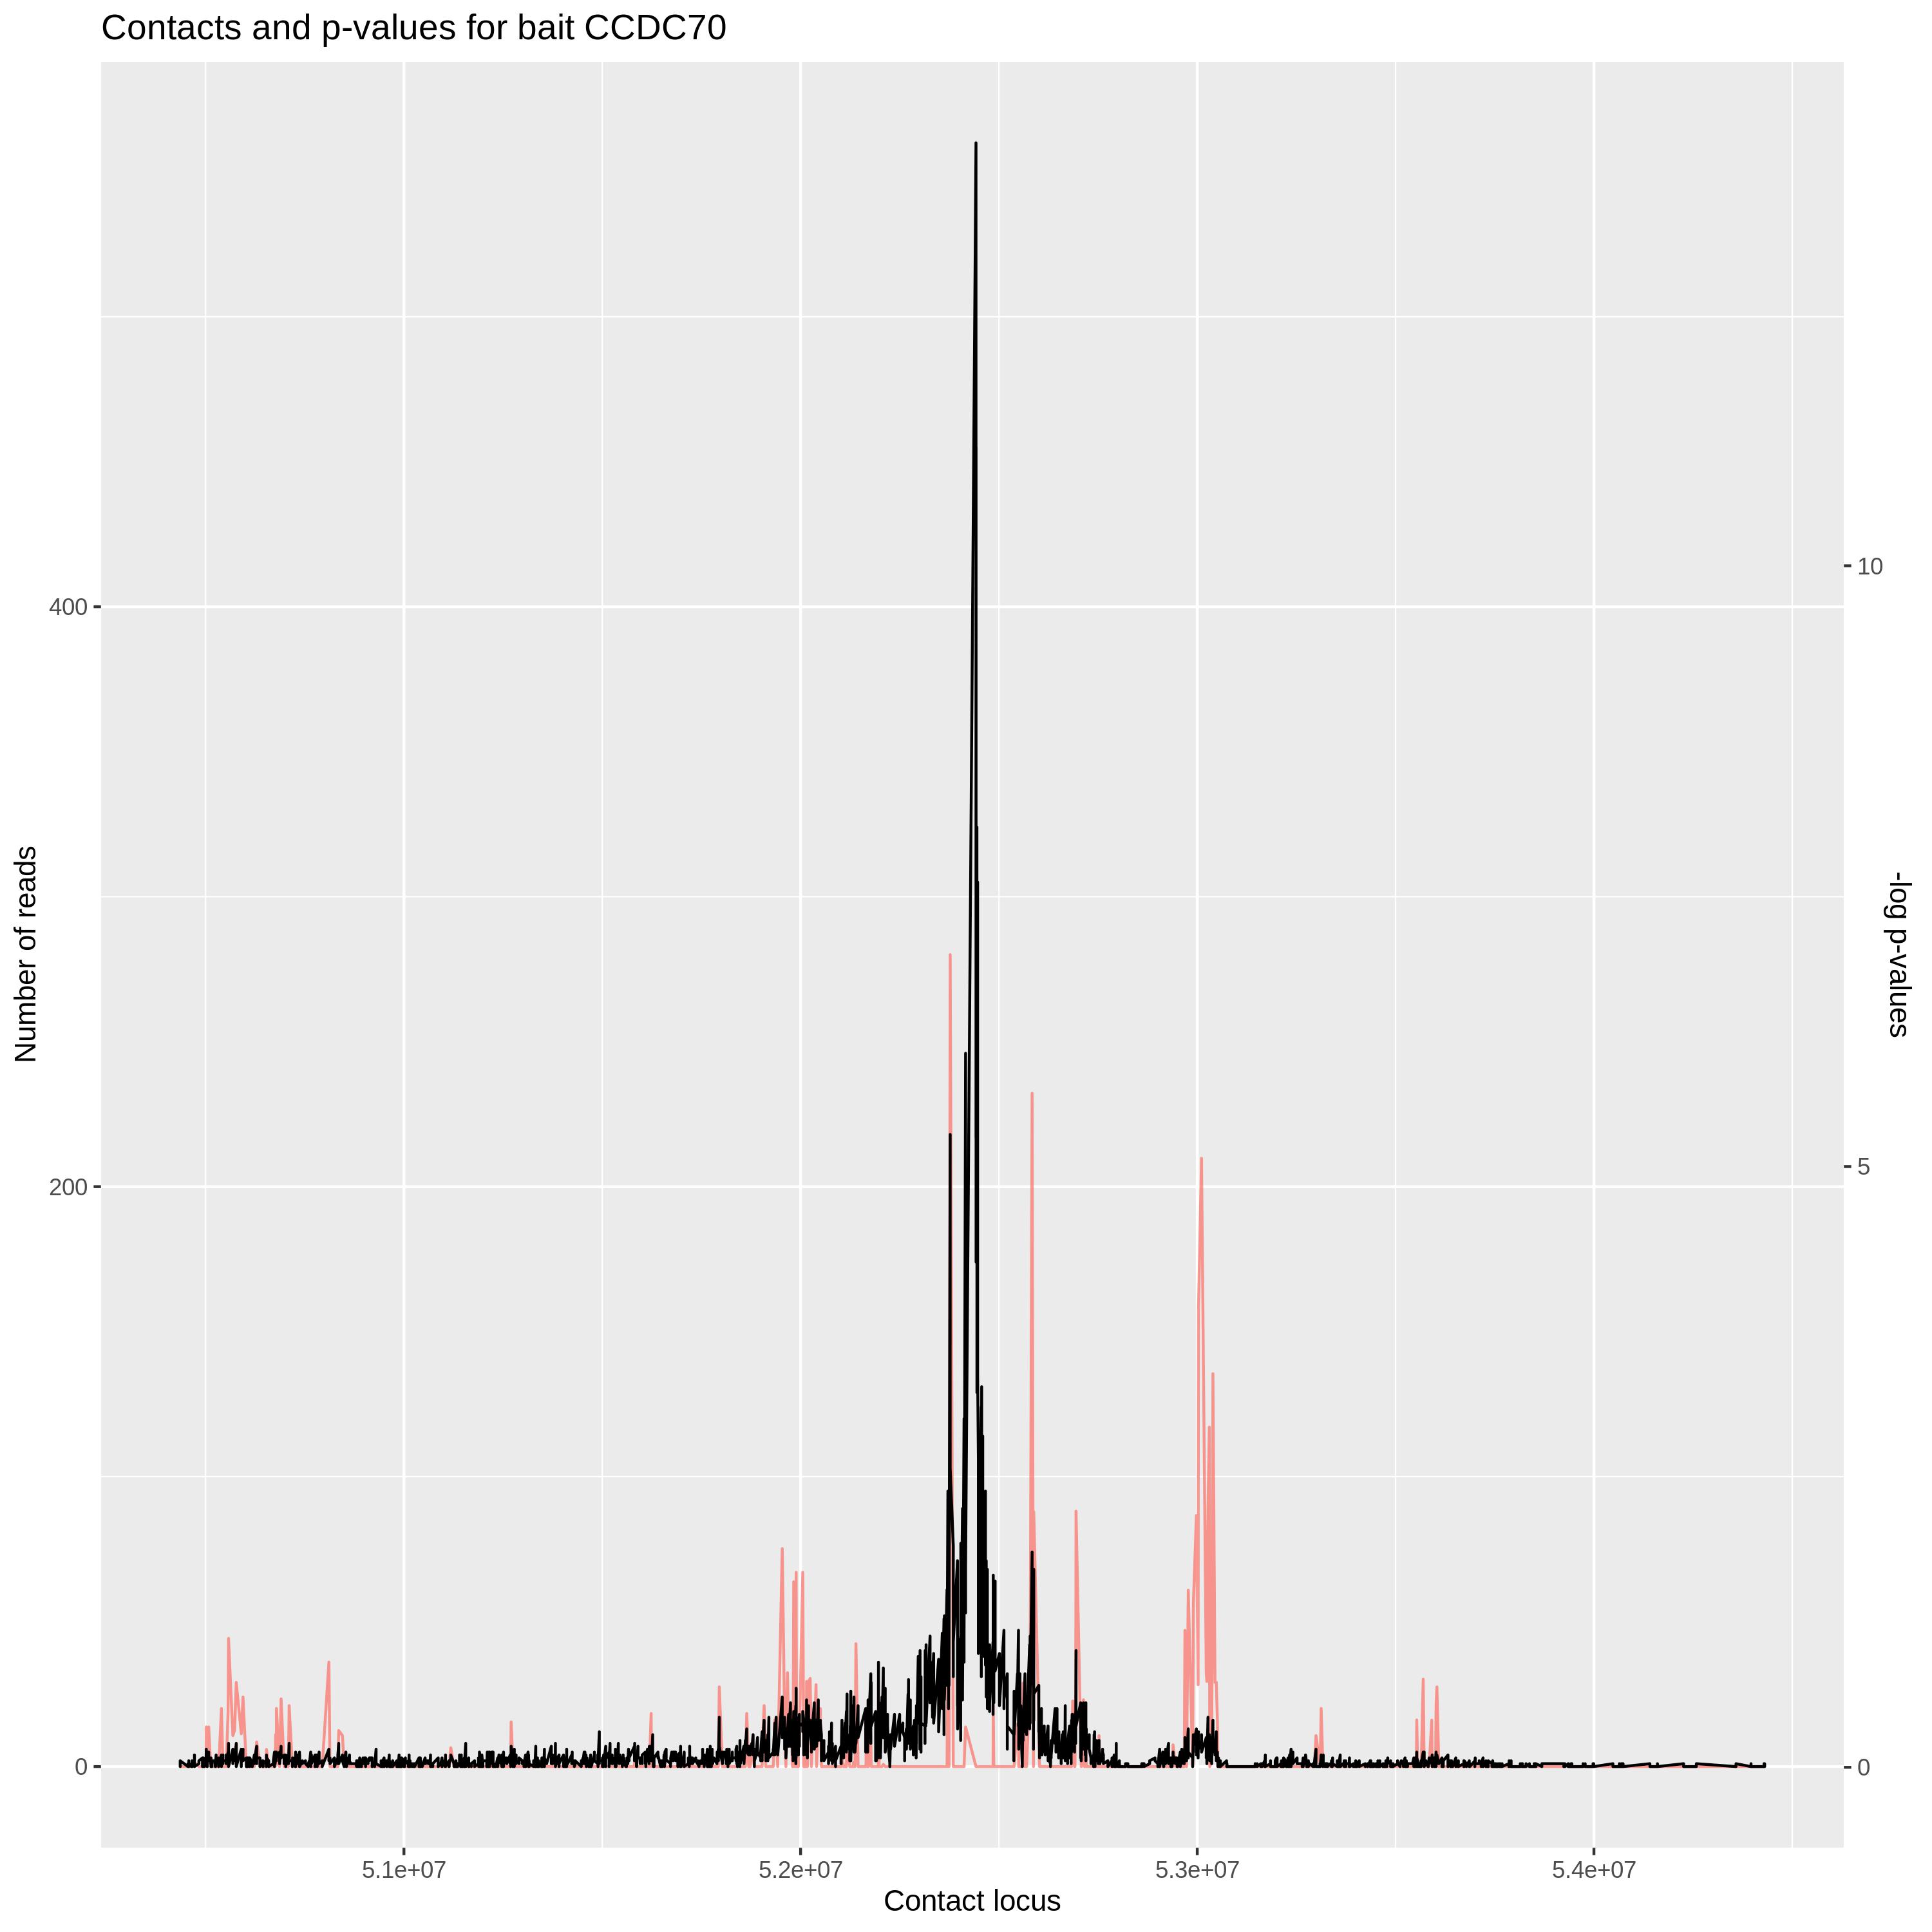 Contacts and p-values for bait CCDC70
Number of reads
400
200
0
10
5
0
-log p-values
5.1e+07
5.2e+07
5.3e+07
5.4e+07
Contact locus